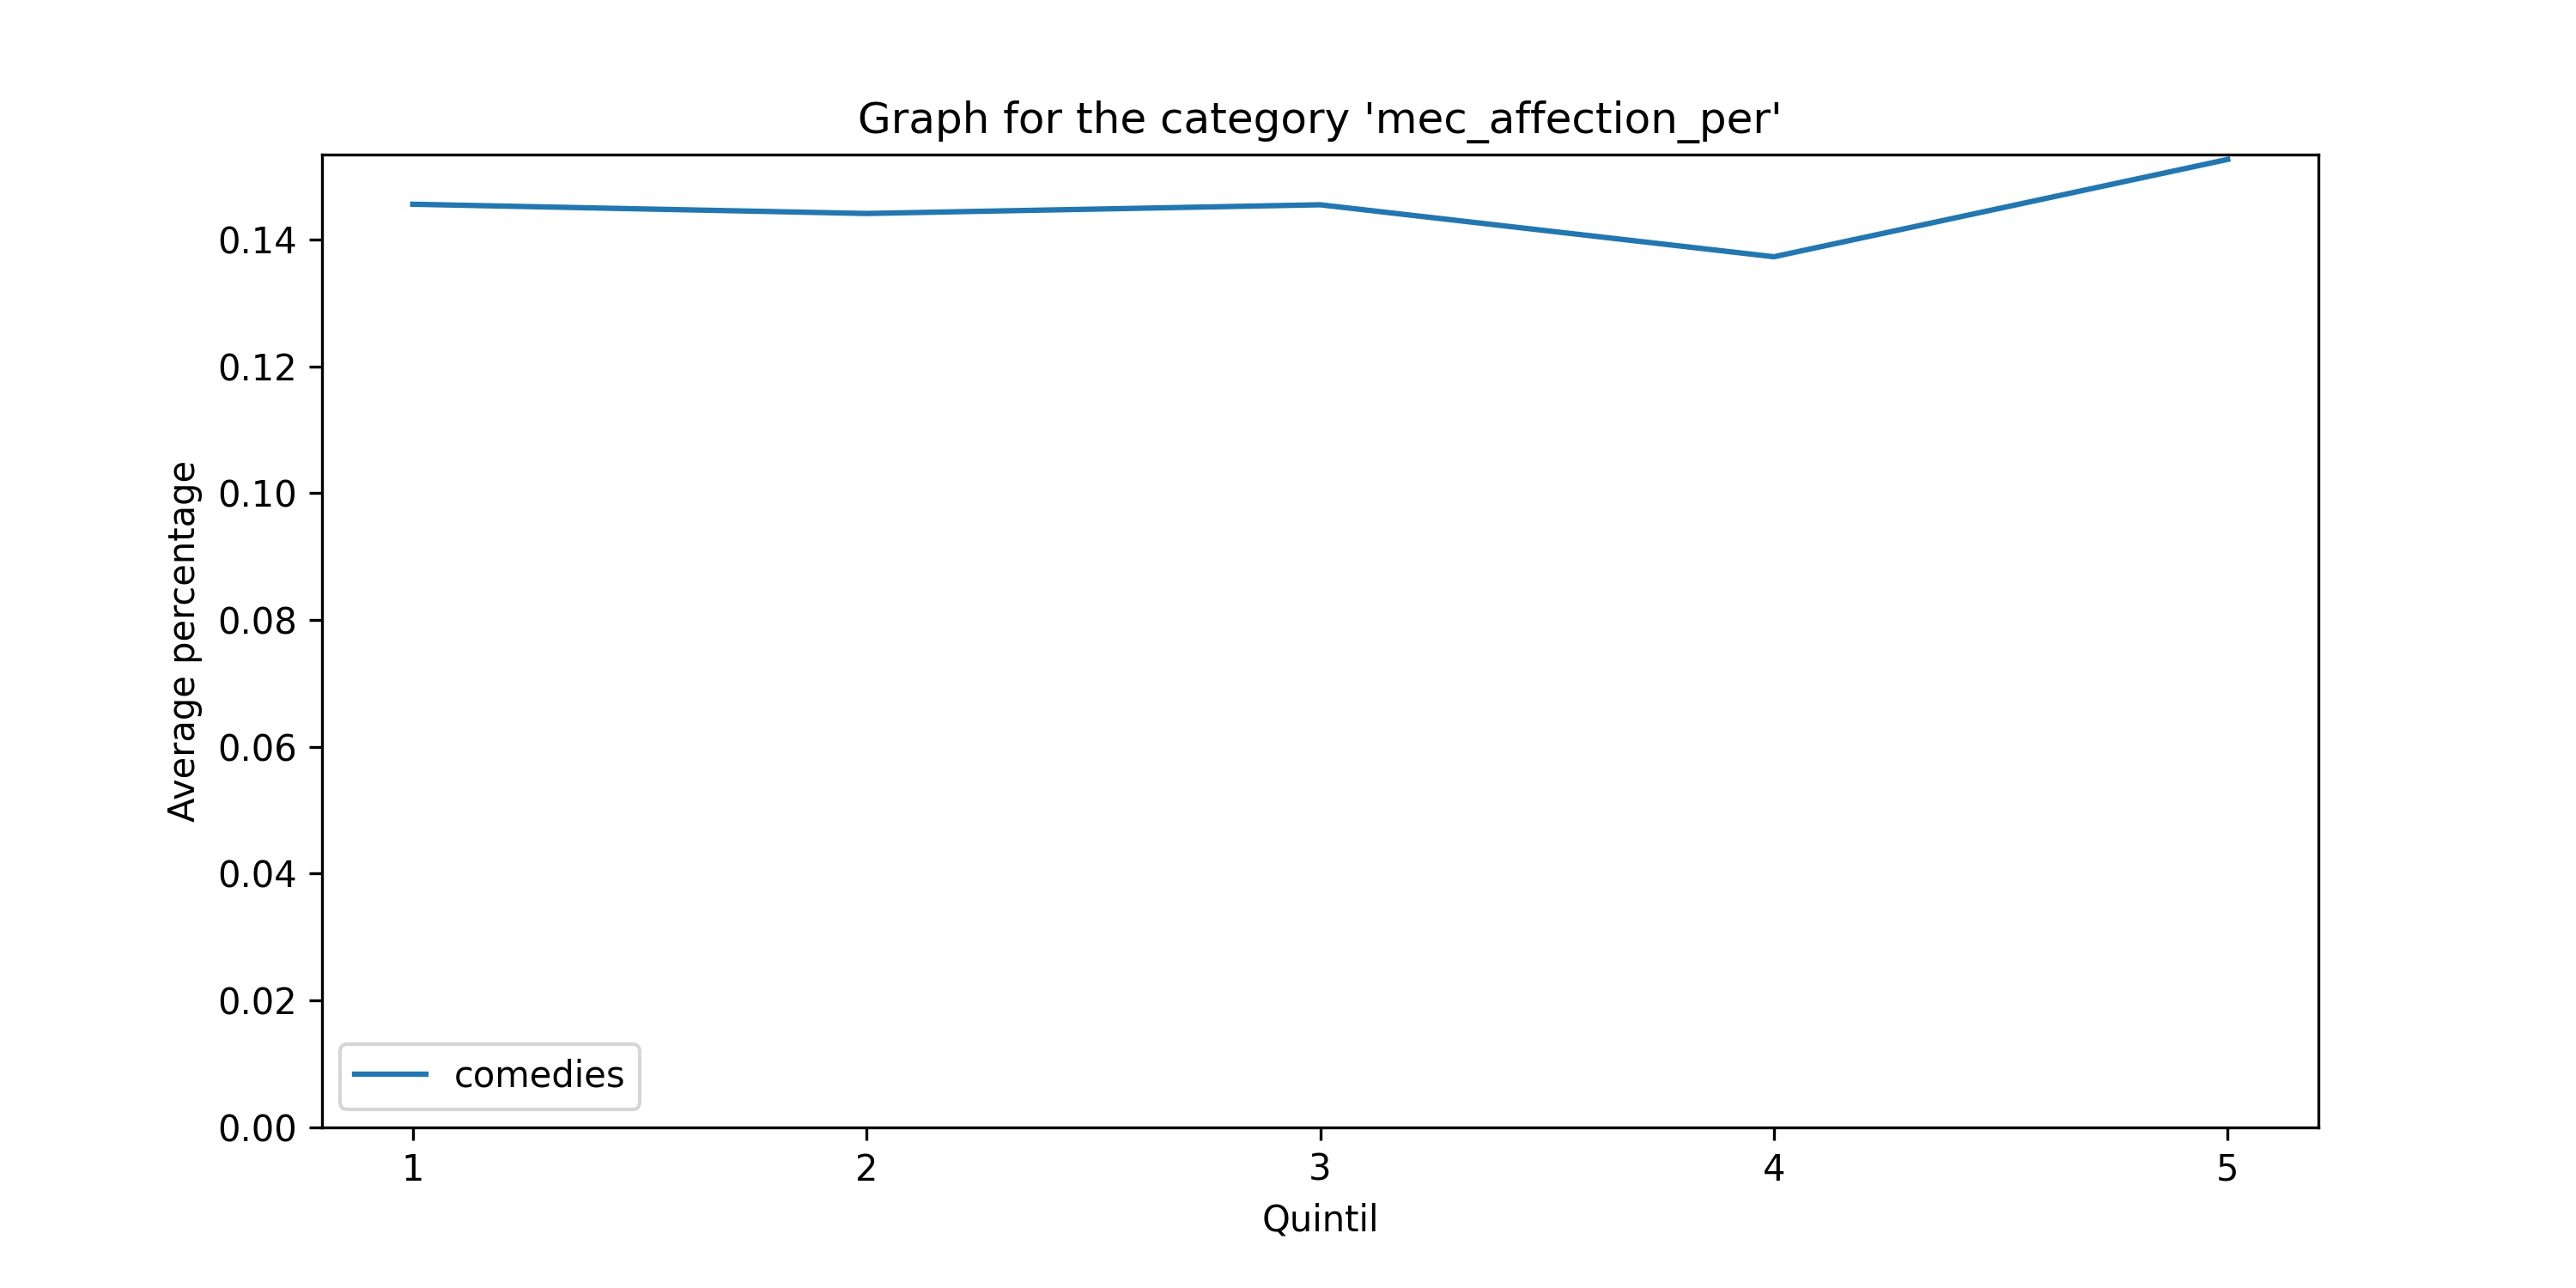 Graph for the category 'mec_affection_per'
Average percentage
0.14
0.12
0.10
0.08
0.06
0.04
0.02
0.00
comedies
1 2 3 4 5
Quintil